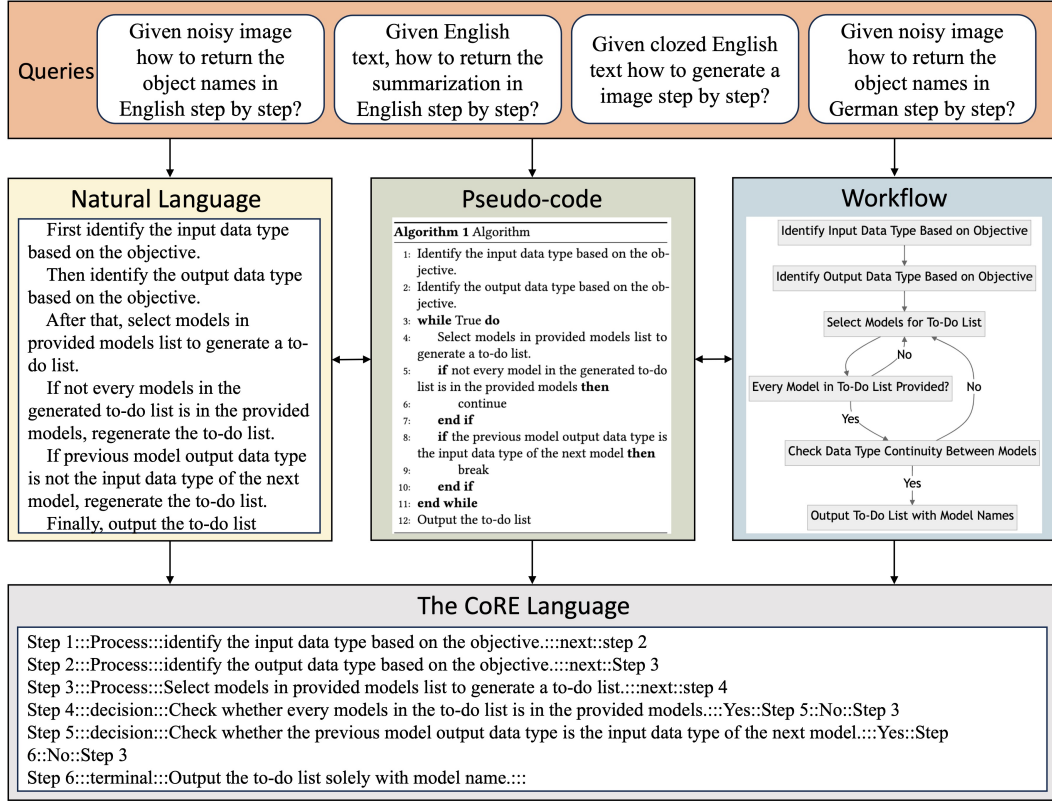 Queries
Given noisy image
how to return the
object names in
English step by step?
Given English
text, how to return the
summarization in
English step by step?
Given clozed English
text how to generate a
image step by step?
Given noisy image
how to return the
object names in
German step by step?
Natural Language
First identify the input data type
based on the objective.
Then identify the output data type
based on the objective.
After that, select models in
provided models list to generate a to-
do list.
If not every models in the
generated to-do list is in the provided
models, regenerate the to-do list.
If previous model output data type
is not the input data type of the next
model, regenerate the to-do list.
Finally, output the to-do list
Pseudo-code
Algorithm 1 Algorithm
1: Identify the input data type based on the ob-
jective.
2: Identify the output data type based on the ob-
jective.
3: while True do
4: Select models in provided models list to
generate a to-do list.
5: if not every model in the generated to-do
list is in the provided models then
6: continue
7: end if
8: if the previous model output data type is
the input data type of the next model then
9: break
10: end if
11: end while
12: Output the to-do list
Workflow
Identify Input Data Type Based on Objective
Identify Output Data Type Based on Objective
Select Models for To-Do List
No
Every Model in To-Do List Provided?
No
Yes
Check Data Type Continuity Between Models
Yes
Output To-Do List with Model Names
The CoRE Language
Step 1:::Process:::identify the input data type based on the objective.:::next::step 2
Step 2:::Process:::identify the output data type based on the objective.:::next::Step 3
Step 3:::Process:::Select models in provided models list to generate a to-do list.:::next::step 4
Step 4:::decision:::Check whether every models in the to-do list is in the provided models.:::Yes::Step 5::No::Step 3
Step 5:::decision:::Check whether the previous model output data type is the input data type of the next model.:::Yes::Step
6::No::Step 3
Step 6:::terminal:::Output the to-do list solely with model name.:::